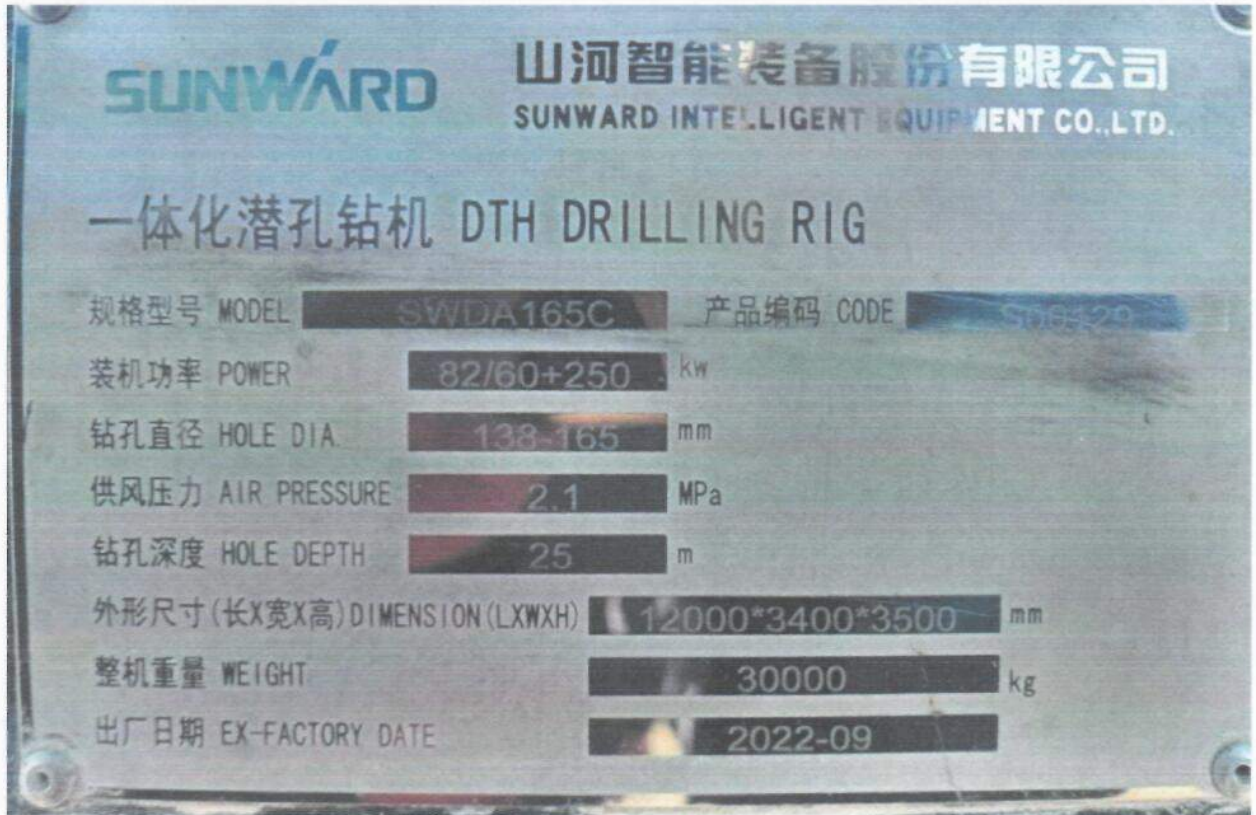 SUNWARD
山河智能装备股份有限公司
SUNWARD INTELLIGENT EQUIPMENT CO.,LTD.
一体化潜孔钻机 DTH DRILLING RIG
规格型号 MODEL SWDA165C 产品编码 CODE
装机功率 POWER 82/60+250 kw
钻孔直径 HOLE DIA. 138-165 mm
供风压力 AIR PRESSURE 2.1 MPa
钻孔深度 HOLE DEPTH 25 m
外形尺寸(长X宽X高)DIMENSION(LXWXH) 12000*3400*3500 mm
整机重量 WEIGHT 30000 kg
出厂日期 EX-FACTORY DATE 2022-09